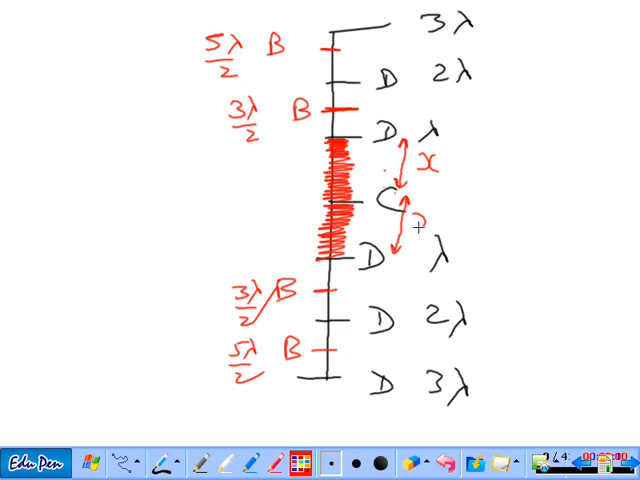 3λ
5λ/2 B
D 2λ
3λ/2 B
D λ
x
C
D λ
3λ/2 B
D 2λ
5λ/2 B
D 3λ
Edu Pen